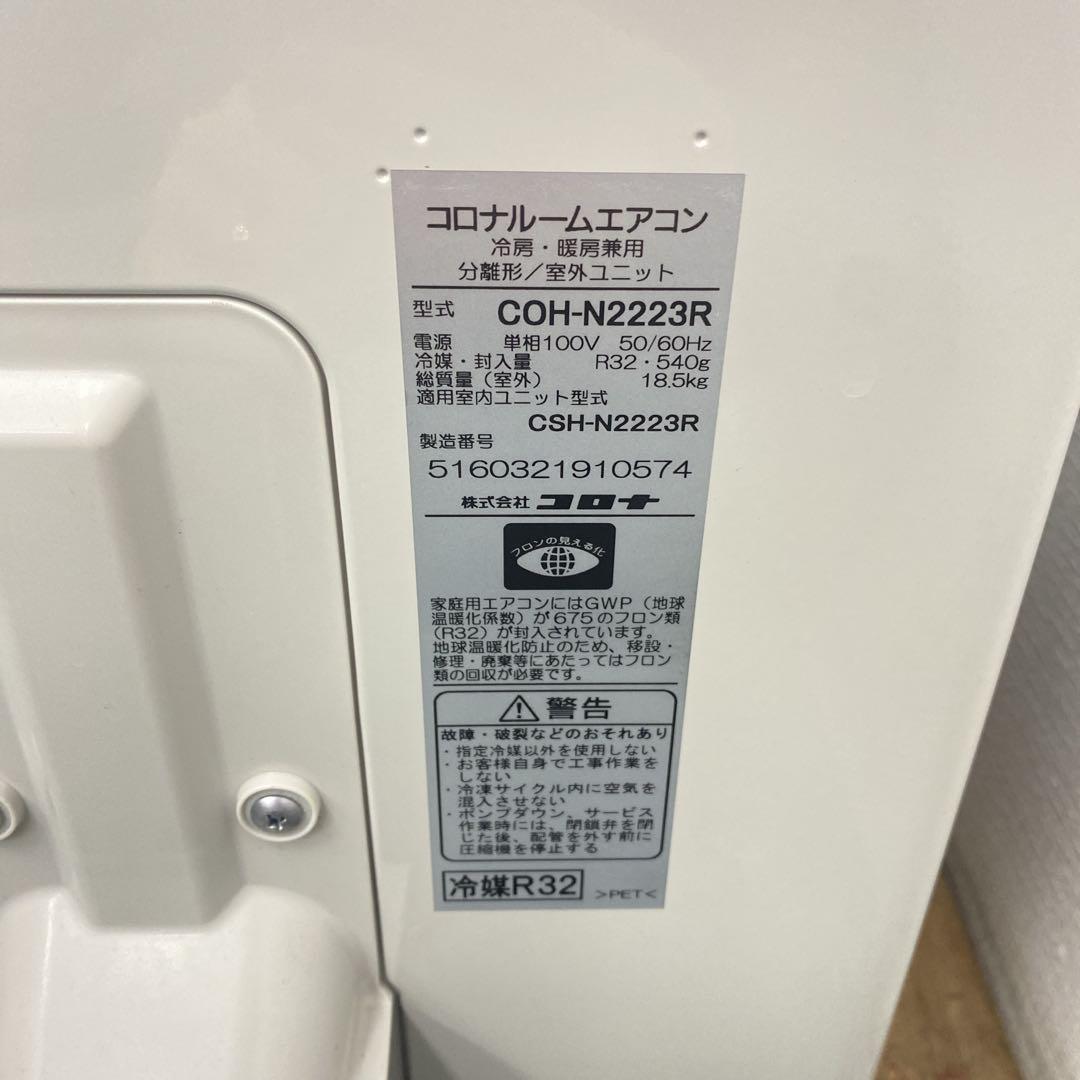 コロナルームエアコン
冷房・暖房兼用
分離形／室外ユニット
型式 COH-N2223R
電源 単相100V 50/60Hz
冷媒・封入量 R32・540g
総質量（室外） 18.5kg
適用室内ユニット型式
CSH-N2223R
製造番号
5160321910574
株式会社 コロナ
フロンの見える化
家庭用エアコンにはGWP（地球
温暖化係数）が675のフロン類
（R32）が封入されています。
地球温暖化防止のため、移設・
修理・廃棄等にあたってはフロン
類の回収が必要です。
警告
故障・破裂などのおそれあり
・指定冷媒以外を使用しない
・お客様自身で工事作業を
しない
・冷凍サイクル内に空気を
混入させない
・ポンプダウン、サービス
作業時には、閉鎖弁を閉
じた後、配管を外す前に
圧縮機を停止する
冷媒R32 >PET<